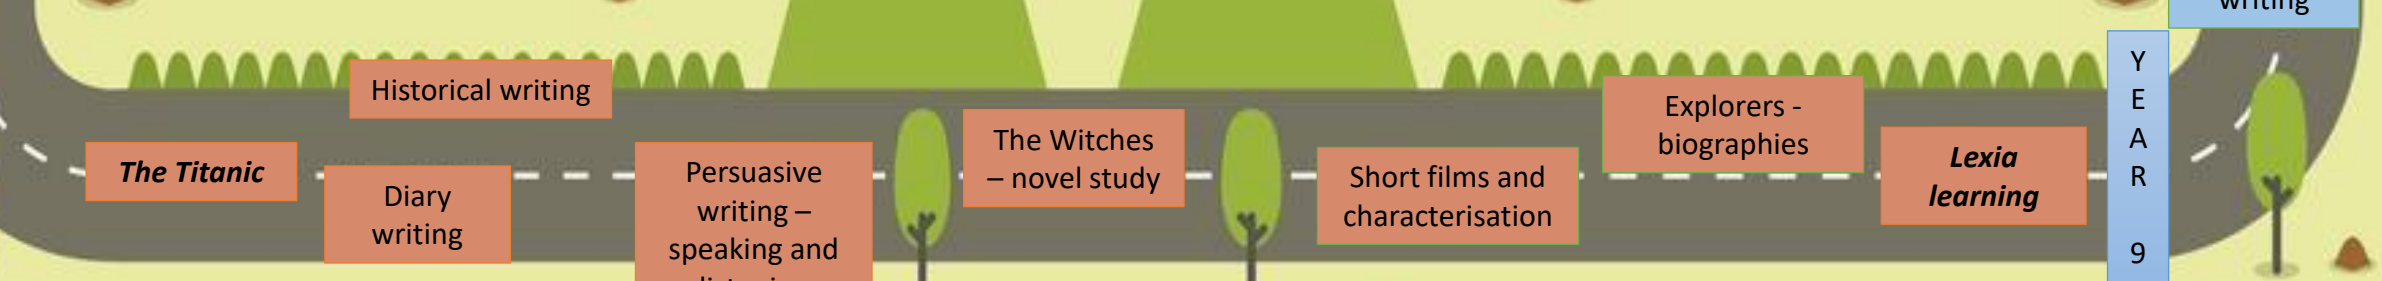 writing
Historical writing
The Titanic
Diary
writing
Persuasive
writing –
speaking and
The Witches
– novel study
Short films and
characterisation
Explorers -
biographies
Lexia
learning
Y
E
A
R
9